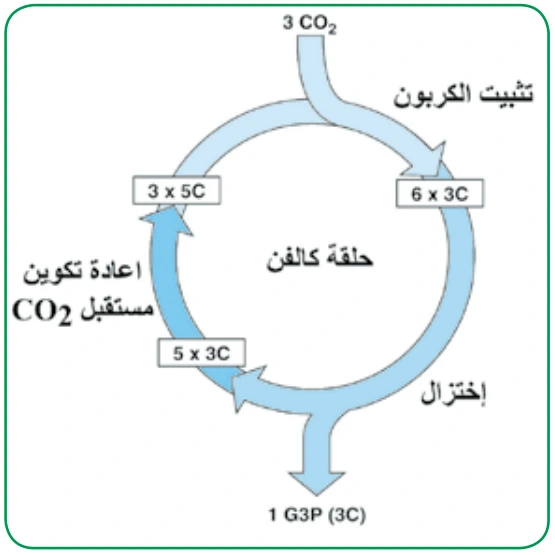 3 CO₂
تثبيت الكربون
3 x 5C
6 x 3C
حلقة كالفن
اعادة تكوين
مستقبل CO₂
5 x 3C
إختزال
1 G3P (3C)